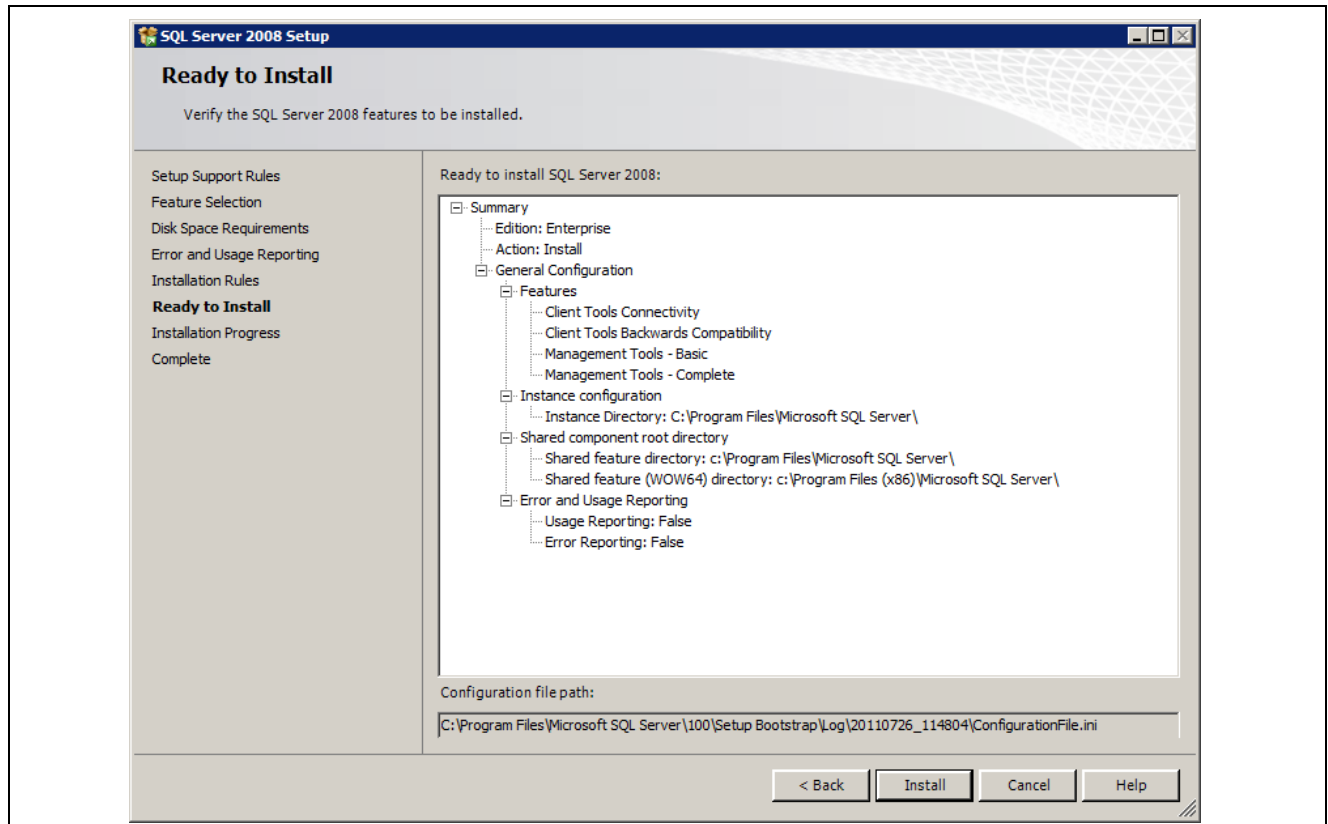 SQL Server 2008 Setup
Ready to Install
Verify the SQL Server 2008 features to be installed.
Setup Support Rules
Feature Selection
Disk Space Requirements
Error and Usage Reporting
Installation Rules
Ready to Install
Installation Progress
Complete
Ready to install SQL Server 2008:
Summary
Edition: Enterprise
Action: Install
General Configuration
Features
Client Tools Connectivity
Client Tools Backwards Compatibility
Management Tools - Basic
Management Tools - Complete
Instance configuration
Instance Directory: C:\Program Files\Microsoft SQL Server\
Shared component root directory
Shared feature directory: c:\Program Files\Microsoft SQL Server\
Shared feature (WOW64) directory: c:\Program Files (x86)\Microsoft SQL Server\
Error and Usage Reporting
Usage Reporting: False
Error Reporting: False
Configuration file path:
C:\Program Files\Microsoft SQL Server\100\Setup Bootstrap\Log\20110726_114804\ConfigurationFile.ini
< Back Install Cancel Help